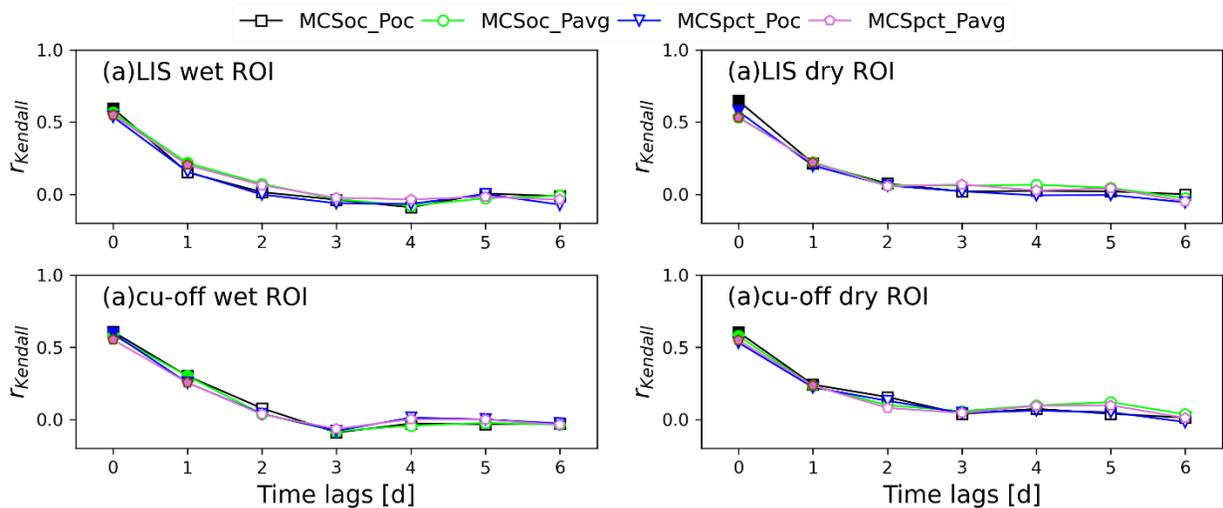 MCSoc_Poc MCSoc_Pavg MCSpct_Poc MCSpct_Pavg
(a)LIS wet ROI
r_Kendall
1.0
0.5
0.0
0 1 2 3 4 5 6
(a)LIS dry ROI
r_Kendall
1.0
0.5
0.0
0 1 2 3 4 5 6
(a)cu-off wet ROI
r_Kendall
1.0
0.5
0.0
0 1 2 3 4 5 6
Time lags [d]
(a)cu-off dry ROI
r_Kendall
1.0
0.5
0.0
0 1 2 3 4 5 6
Time lags [d]